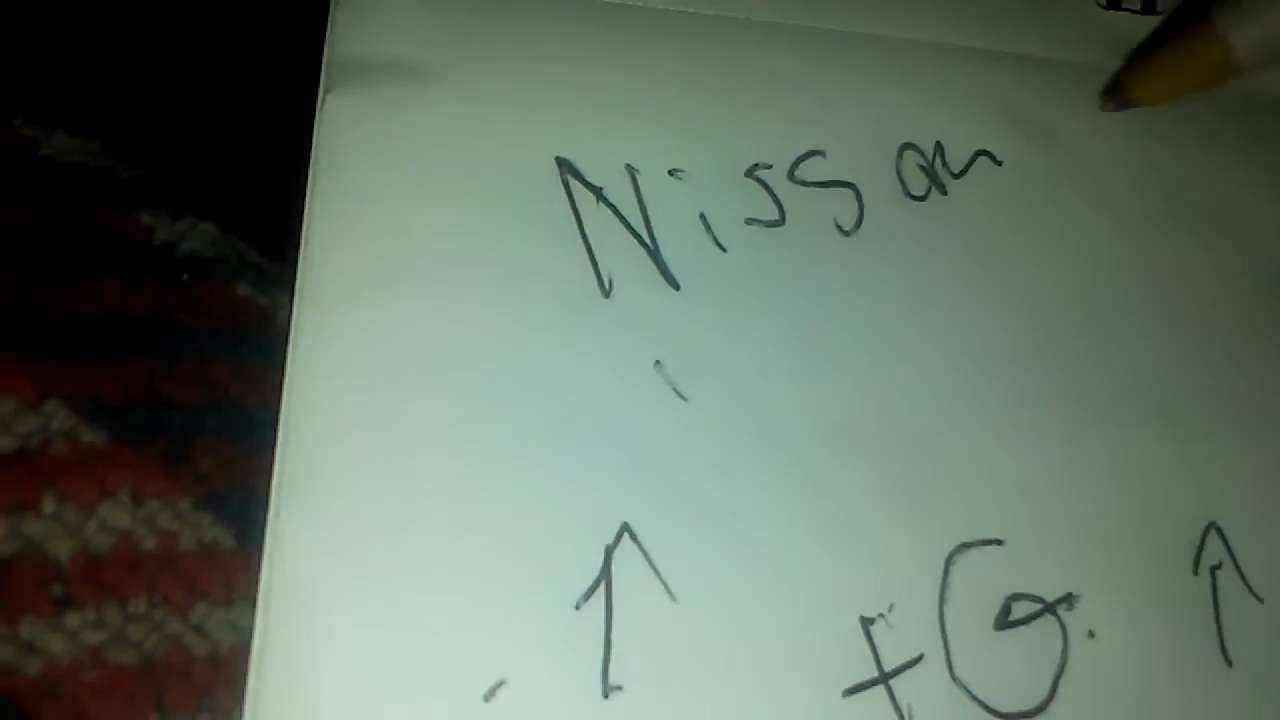 Nissan
↑ +G. ↑